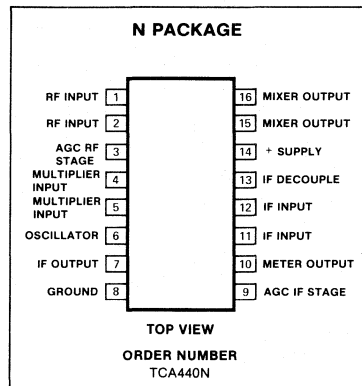 N PACKAGE
RF INPUT 1
RF INPUT 2
AGC RF
STAGE 3
MULTIPLIER
INPUT 4
MULTIPLIER
INPUT 5
OSCILLATOR 6
IF OUTPUT 7
GROUND 8
16 MIXER OUTPUT
15 MIXER OUTPUT
14 + SUPPLY
13 IF DECOUPLE
12 IF INPUT
11 IF INPUT
10 METER OUTPUT
9 AGC IF STAGE
TOP VIEW
ORDER NUMBER
TCA440N